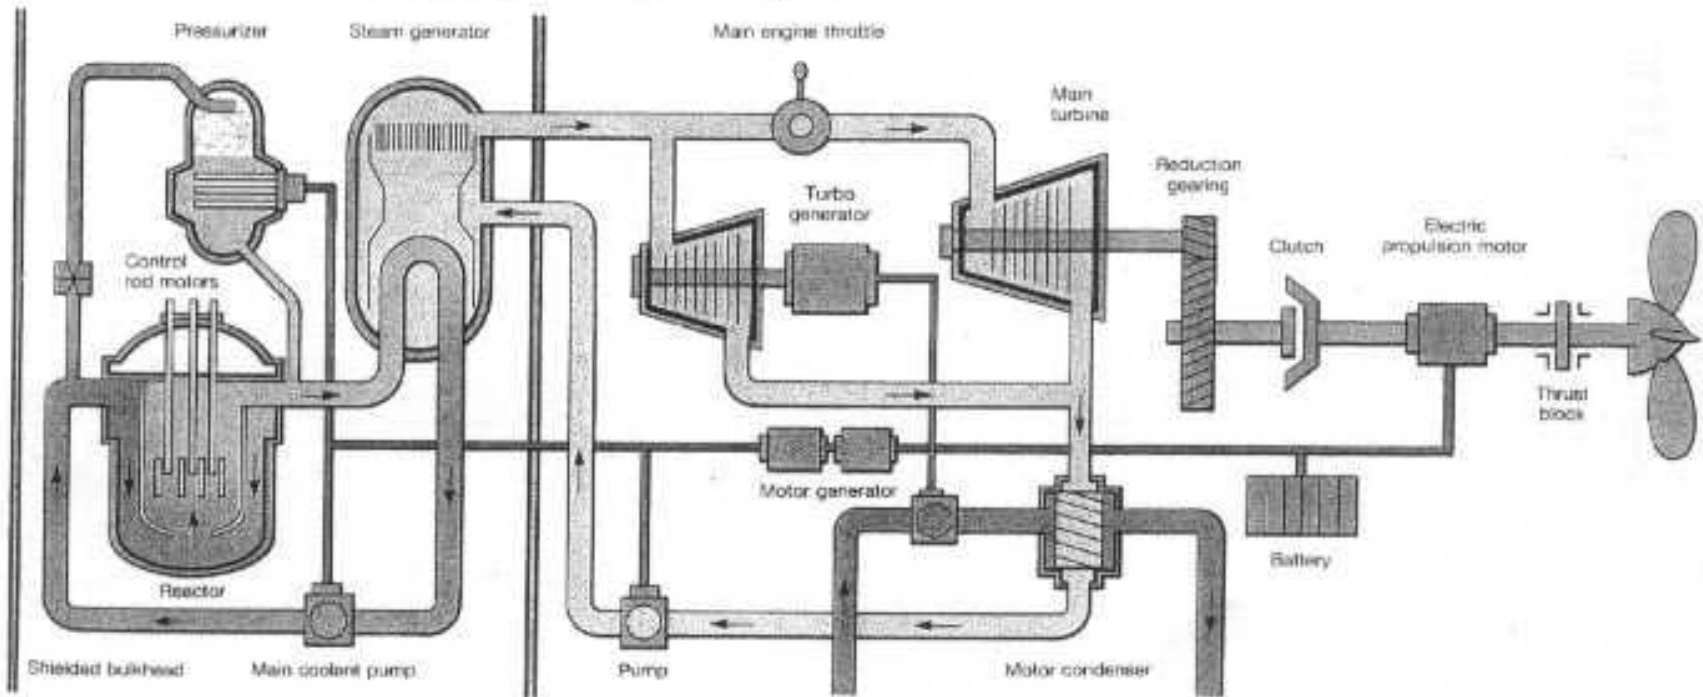 Pressurizer
Steam generator
Main engine throttle
Main
turbine
Reduction
gearing
Turbo
generator
Electric
propulsion motor
Clutch
Control
rod motors
Thrust
block
Motor generator
Battery
Reactor
Shielded bulkhead
Main coolant pump
Pump
Motor condenser